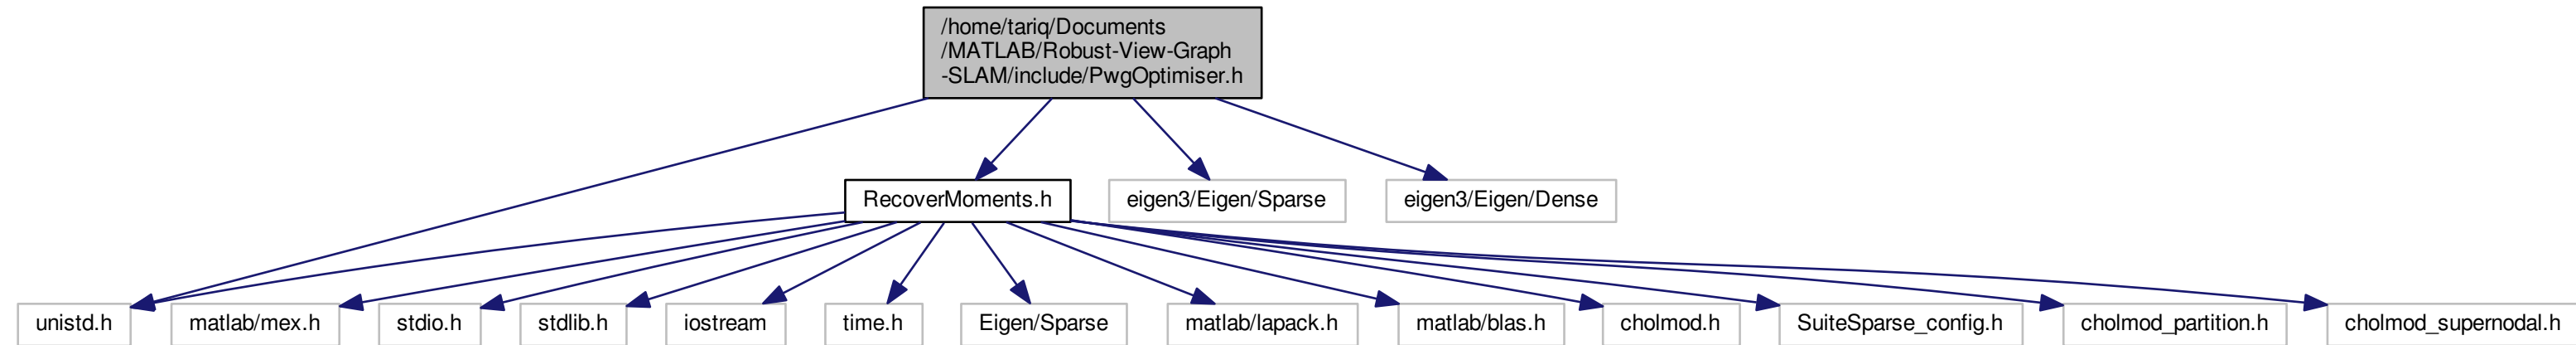 /home/tariq/Documents
/MATLAB/Robust-View-Graph
-SLAM/include/PwgOptimiser.h
RecoverMoments.h
eigen3/Eigen/Sparse
eigen3/Eigen/Dense
unistd.h
matlab/mex.h
stdio.h
stdlib.h
iostream
time.h
Eigen/Sparse
matlab/lapack.h
matlab/blas.h
cholmod.h
SuiteSparse_config.h
cholmod_partition.h
cholmod_supernodal.h